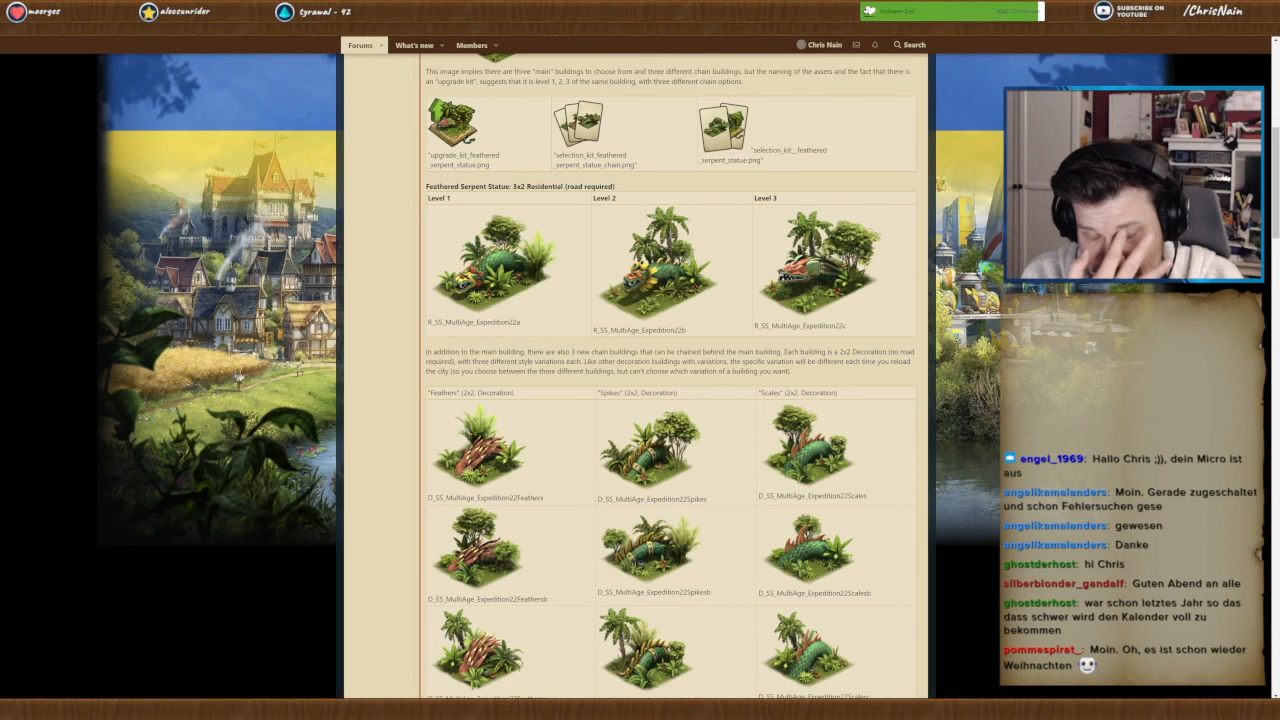 moerges
aleosunrider
tyrawal - 42
Follower-Ziel
SUBSCRIBE ON
YOUTUBE
/ChrisNain
Forums
What's new
Members
Chris Nain
Search
This image implies there are three "main" buildings to choose from and three different chain buildings, but the naming of the assets and the fact that there is
an "upgrade kit", suggests that it is level 1, 2, 3 of the same building, with three different chain options.
"upgrade_kit_feathered
_serpent_statue.png
"selection_kit_feathered
_serpent_statue_chain.png"
"selection_kit__feathered
_serpent_statue.png"
Feathered Serpent Statue: 3x2 Residential (road required)
Level 1
Level 2
Level 3
R_SS_MultiAge_Expedition22a
R_SS_MultiAge_Expedition22b
R_SS_MultiAge_Expedition22c
In addition to the main building, there are also 3 new chain buildings that can be chained behind the main building. Each building is a 2x2 Decoration (no road
required), with three different style variations each. Like other decoration buildings with variations, the specific variation will be different each time you reload
the city (so you choose between the three different buildings, but can't choose which variation of a building you want).
"Feathers" (2x2, Decoration)
"Spikes" (2x2, Decoration)
"Scales" (2x2, Decoration)
D_SS_MultiAge_Expedition22Feathers
D_SS_MultiAge_Expedition22Spikes
D_SS_MultiAge_Expedition22Scales
D_SS_MultiAge_Expedition22Feathersb
D_SS_MultiAge_Expedition22Spikesb
D_SS_MultiAge_Expedition22Scalesb
engel_1969: Hallo Chris ;)), dein Micro ist
aus
angelikamalanders: Moin. Gerade zugeschaltet
und schon Fehlersuchen gese
angelikamalanders: gewesen
angelikamalanders: Danke
ghostderhost: hi Chris
silberblonder_gandalf: Guten Abend an alle
ghostderhost: war schon letztes Jahr so das
dass schwer wird den Kalender voll zu
bekommen
pommespirat_: Moin. Oh, es ist schon wieder
Weihnachten